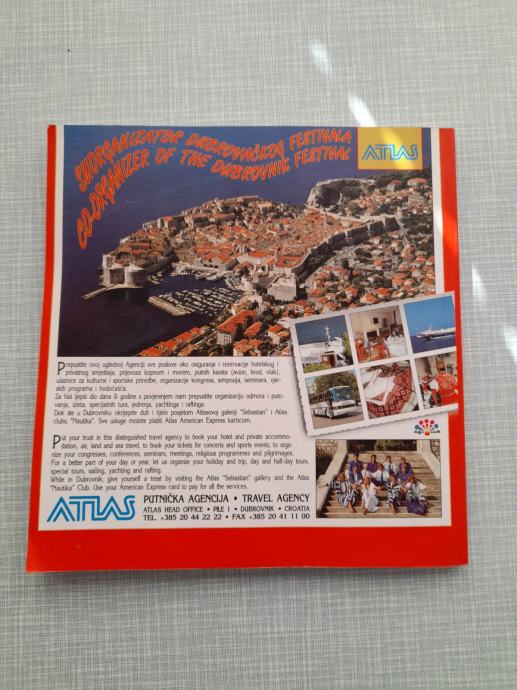 SUORGANIZATOR DUBROVAČKOG FESTIVALA
CO-ORGANIZER OF THE DUBROVNIK FESTIVAL
ATLAS
Prepustite ovoj uglednoj Agenciji sve poslove oko osiguranja i rezervacije hotelskog i
privatnog smještaja, prijevoza kopnom i morem, putnih karata (avion, brod, vlak),
ulaznice za kulturne i sportske priredbe, organizacije kongresa, simpozija, seminara, vjer-
skih programa i hodočašća.
Za Vaš ljepši dio dana ili godine s povjerenjem nam prepustite organizaciju odmora i puto-
vanja, izleta, specijalnih tura, jedrenja, yachtinga i raftinga.
Dok ste u Dubrovniku okrijepite duh i tijelo posjetom Atlasovoj galeriji "Sebastian" i Atlas
clubu "Nautika". Sve usluge možete platiti Atlas American Express karticom.
Put your trust in this distinguished travel agency to book your hotel and private accommo-
dation, air, land and sea travel, to book your tickets for concerts and sports events, to orga-
nize your congresses, conferences, seminars, meetings, religious programmes and pilgrimages.
For a better part of your day or year, let us organize your holiday and trip, day and half-day tours,
special tours, sailing, yachting and rafting.
While in Dubrovnik, give yourself a treat by visiting the Atlas "Sebastian" gallery and the Atlas
"Nautika" Club. Use your American Express card to pay for all the services.
ATLAS
PUTNIČKA AGENCIJA • TRAVEL AGENCY
ATLAS HEAD OFFICE • PILE 1 • DUBROVNIK • CROATIA
TEL. +385 20 44 22 22 • FAX +385 20 41 11 00